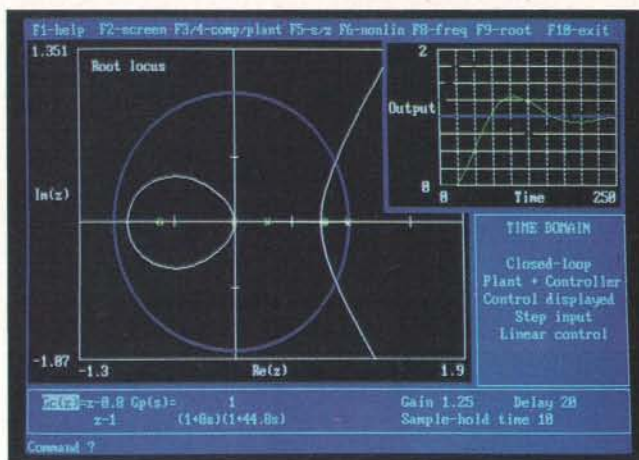 F1-help F2-screen F3/4-comp/plant F5-s/z F6-nonlin F8-freq F9-root F10-exit
1.351
Root locus
Im(z)
-1.07
-1.3
Re(z)
1.9
2
Output
0
0
Time
250
TIME DOMAIN
Closed-loop
Plant + Controller
Control displayed
Step input
Linear control
Gc(z)=z-0.8 Gp(s)= 1
z-1 (1+8s)(1+44.8s)
Gain 1.25 Delay 20
Sample-hold time 10
Command ?